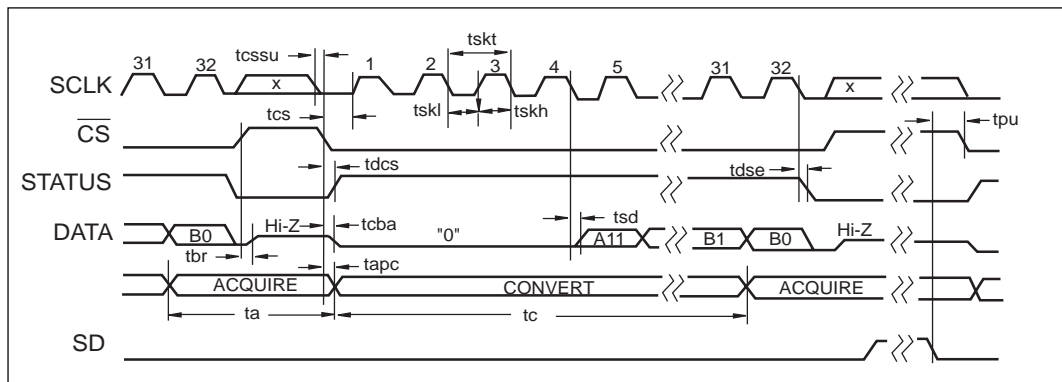 tcssu
tskt
31 32 x 1 2 3 4 5 31 32 x
SCLK
tcs
tskl
tskh
tpu
CS
tdcs
tdse
STATUS
Hi-Z
tcba
tsd
Hi-Z
DATA
B0
"0"
A11
B1
B0
tbr
tapc
ACQUIRE
CONVERT
ACQUIRE
ta
tc
SD